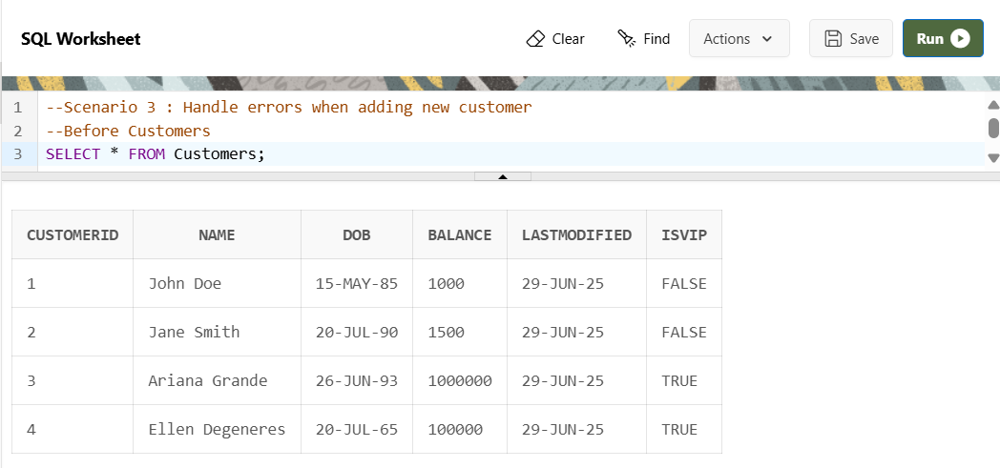 SQL Worksheet
Clear Find Actions Save Run
1 --Scenario 3 : Handle errors when adding new customer
2 --Before Customers
3 SELECT * FROM Customers;
CUSTOMERID NAME DOB BALANCE LASTMODIFIED ISVIP
1 John Doe 15-MAY-85 1000 29-JUN-25 FALSE
2 Jane Smith 20-JUL-90 1500 29-JUN-25 FALSE
3 Ariana Grande 26-JUN-93 1000000 29-JUN-25 TRUE
4 Ellen Degeneres 20-JUL-65 100000 29-JUN-25 TRUE